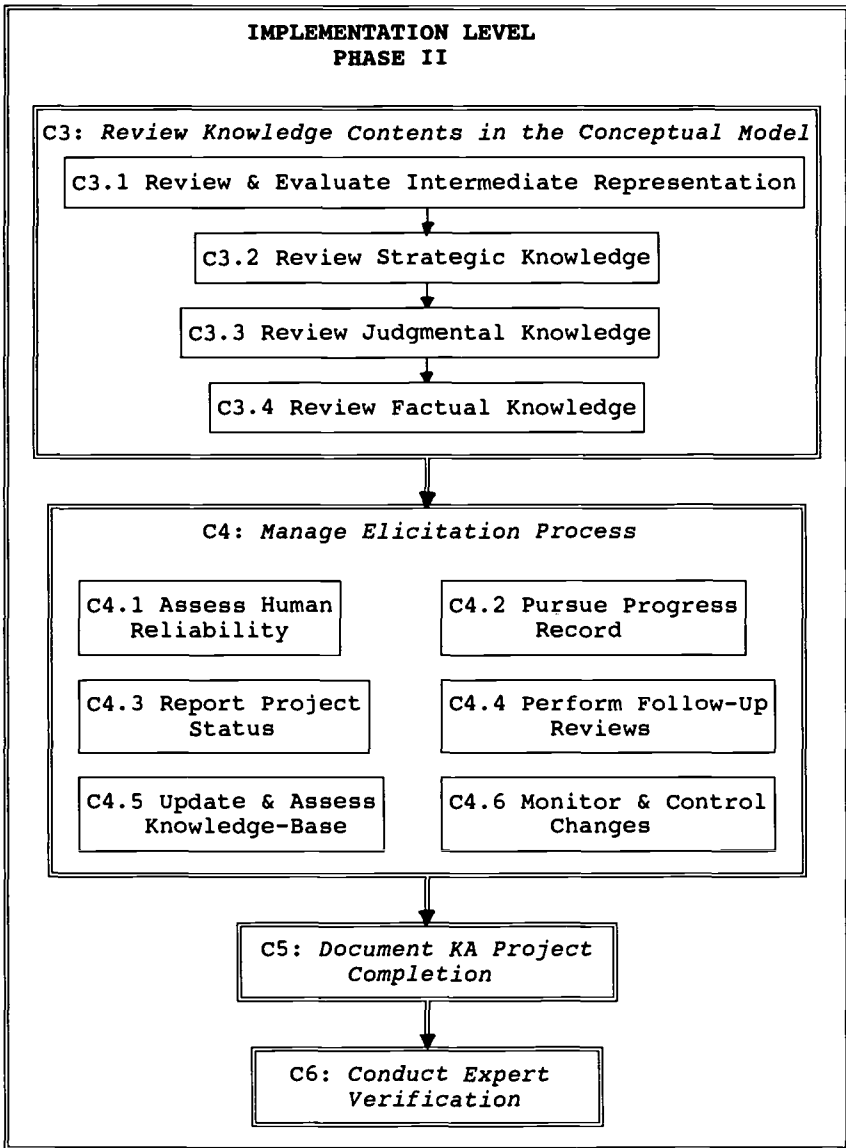 IMPLEMENTATION LEVEL
PHASE II
C3: Review Knowledge Contents in the Conceptual Model
C3.1 Review & Evaluate Intermediate Representation
C3.2 Review Strategic Knowledge
C3.3 Review Judgmental Knowledge
C3.4 Review Factual Knowledge
C4: Manage Elicitation Process
C4.1 Assess Human
Reliability
C4.2 Pursue Progress
Record
C4.3 Report Project
Status
C4.4 Perform Follow-Up
Reviews
C4.5 Update & Assess
Knowledge-Base
C4.6 Monitor & Control
Changes
C5: Document KA Project
Completion
C6: Conduct Expert
Verification